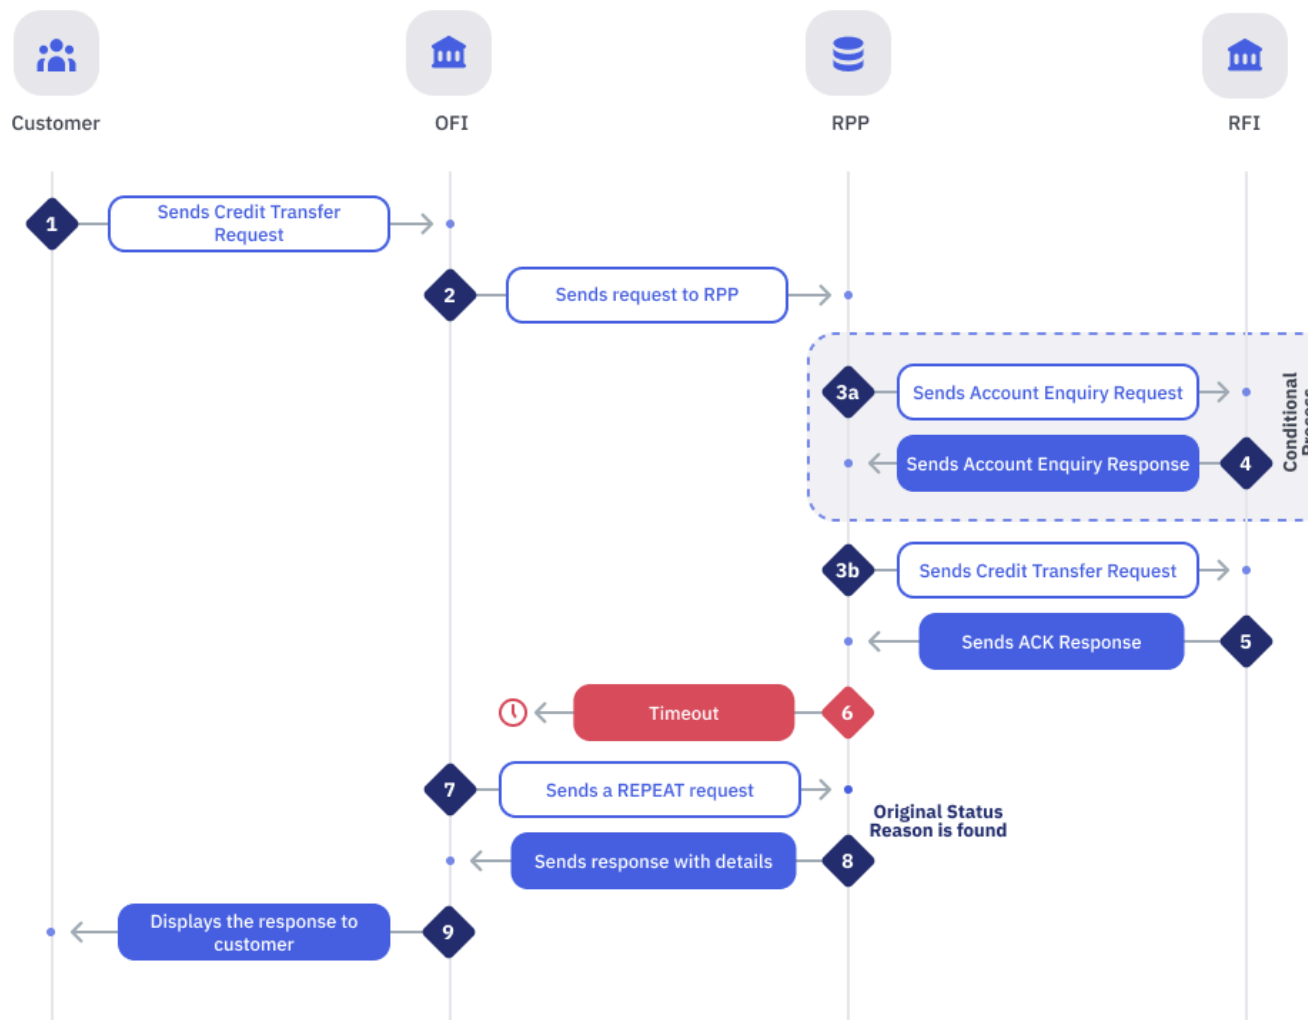 Customer
OFI
RPP
RFI
1
Sends Credit Transfer
Request
2
Sends request to RPP
3a
Sends Account Enquiry Request
Sends Account Enquiry Response
4
Conditional
Process
3b
Sends Credit Transfer Request
Sends ACK Response
5
Timeout
6
7
Sends a REPEAT request
Original Status
Reason is found
Sends response with details
8
Displays the response to
customer
9